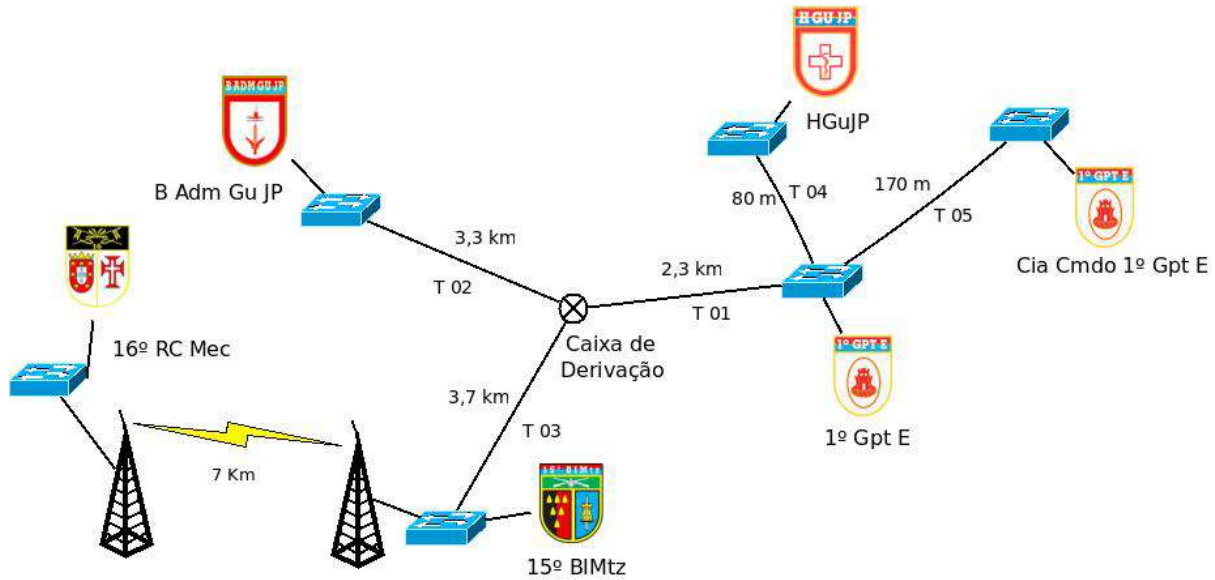 H GU JP
HGuJP
B ADM GU JP
B Adm Gu JP
80 m
T 04
170 m
T 05
1º GPT E
Cia Cmdo 1º Gpt E
3,3 km
T 02
2,3 km
T 01
16º RC Mec
Caixa de
Derivação
1º GPT E
1º Gpt E
3,7 km
T 03
7 Km
15º BIMtz
15º BIMtz